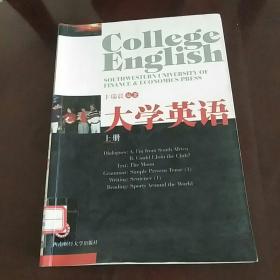 College
English
SOUTHWESTERN UNIVERSITY OF
FINANCE & ECONOMICS PRESS
卜瑞辰 编著
大学英语
上册
Dialogues: A. I'm from South Africa
B. Could I Join the Club?
Text: The Moon
Grammar: Simple Present Tense (1)
Writing: Sentence (1)
Reading: Sports Around the World
西南财经大学出版社